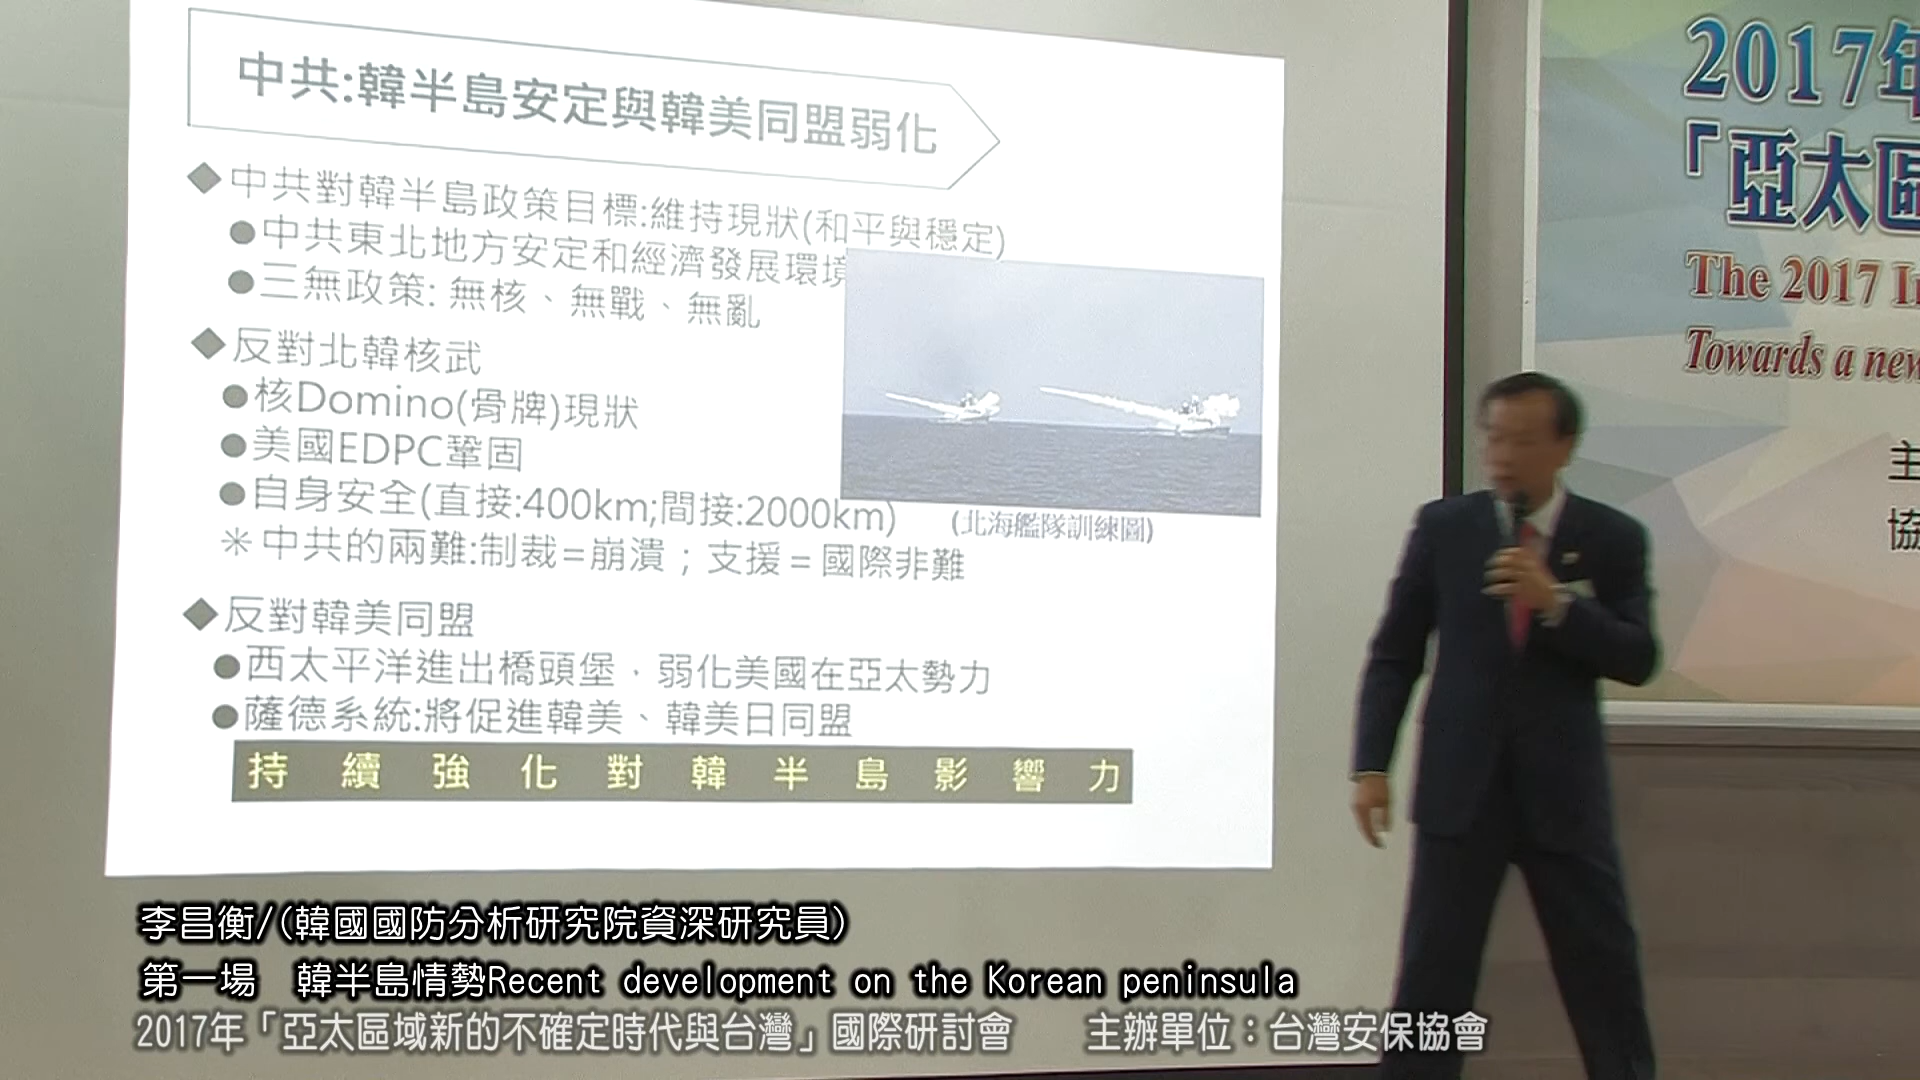 中共:韓半島安定與韓美同盟弱化
◆中共對韓半島政策目標:維持現狀(和平與穩定)
●中共東北地方安定和經濟發展環境
●三無政策: 無核、無戰、無亂
◆反對北韓核武
●核Domino(骨牌)現狀
●美國EDPC鞏固
●自身安全(直接:400km;間接:2000km)
(北海艦隊訓練圖)
＊中共的兩難:制裁=崩潰；支援=國際非難
◆反對韓美同盟
●西太平洋進出橋頭堡，弱化美國在亞太勢力
●薩德系統:將促進韓美、韓美日同盟
持續強化對韓半島影響力
2017年
「亞太區
The 2017 I
Towards a new
主
協
李昌衡/(韓國國防分析研究院資深研究員)
第一場 韓半島情勢Recent development on the Korean peninsula
2017年「亞太區域新的不確定時代與台灣」國際研討會 主辦單位：台灣安保協會